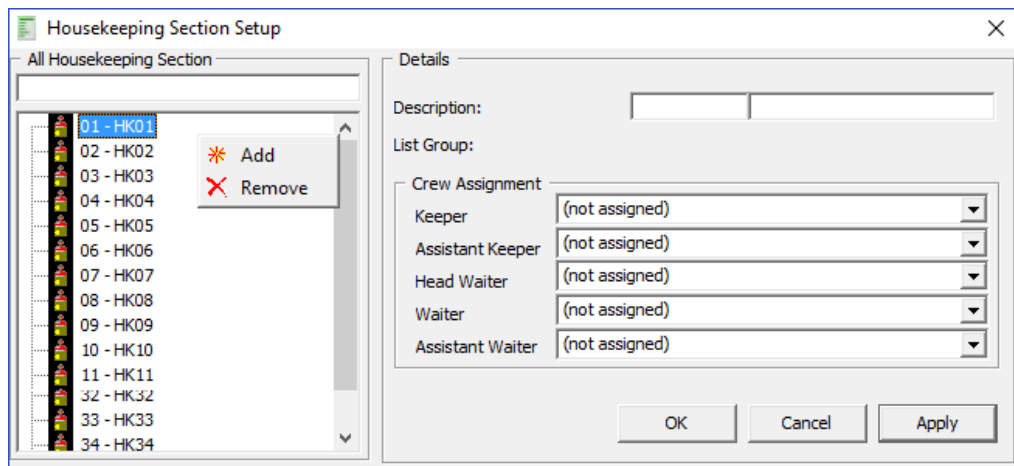 Housekeeping Section Setup
All Housekeeping Section
01 - HK01
02 - HK02
03 - HK03
04 - HK04
05 - HK05
06 - HK06
07 - HK07
08 - HK08
09 - HK09
10 - HK10
11 - HK11
32 - HK32
33 - HK33
34 - HK34
Add
Remove
Details
Description:
List Group:
Crew Assignment
Keeper (not assigned)
Assistant Keeper (not assigned)
Head Waiter (not assigned)
Waiter (not assigned)
Assistant Waiter (not assigned)
OK Cancel Apply